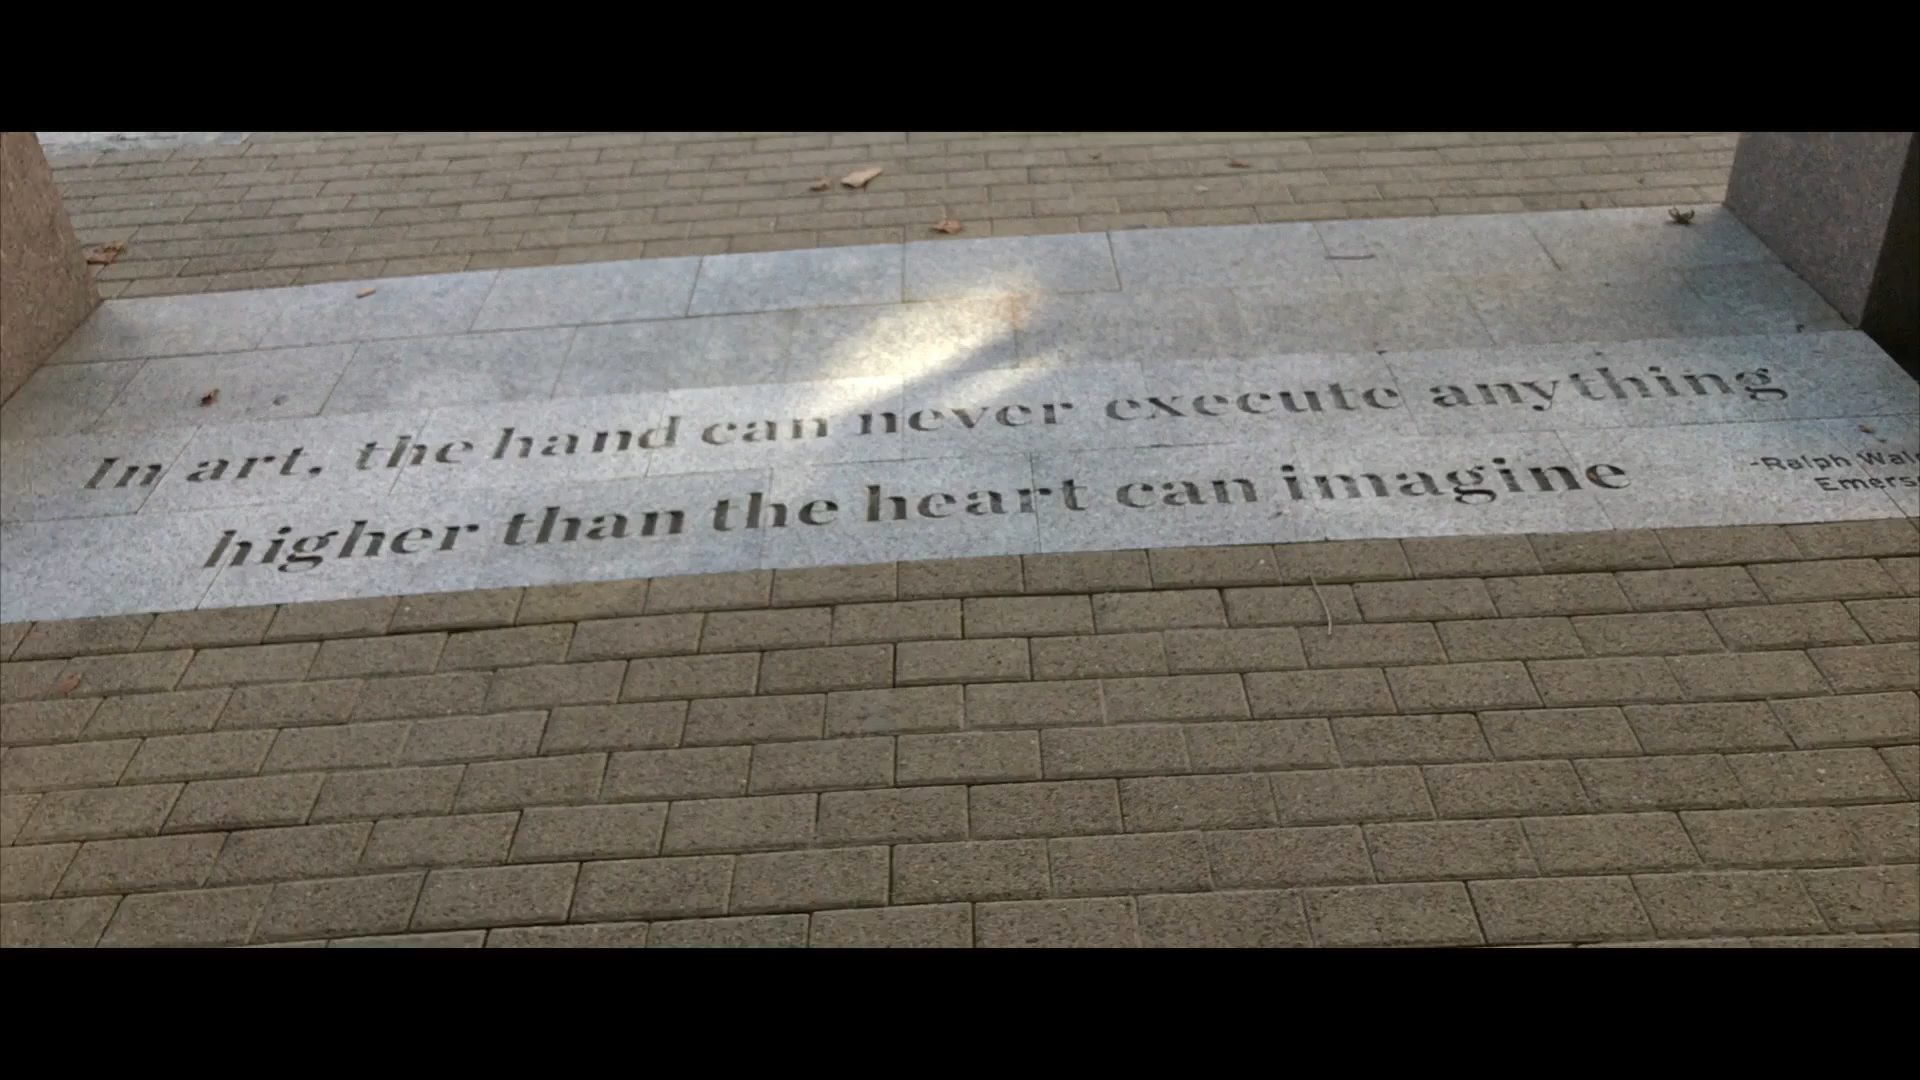 In art, the hand can never execute anything
higher than the heart can imagine
-Ralph